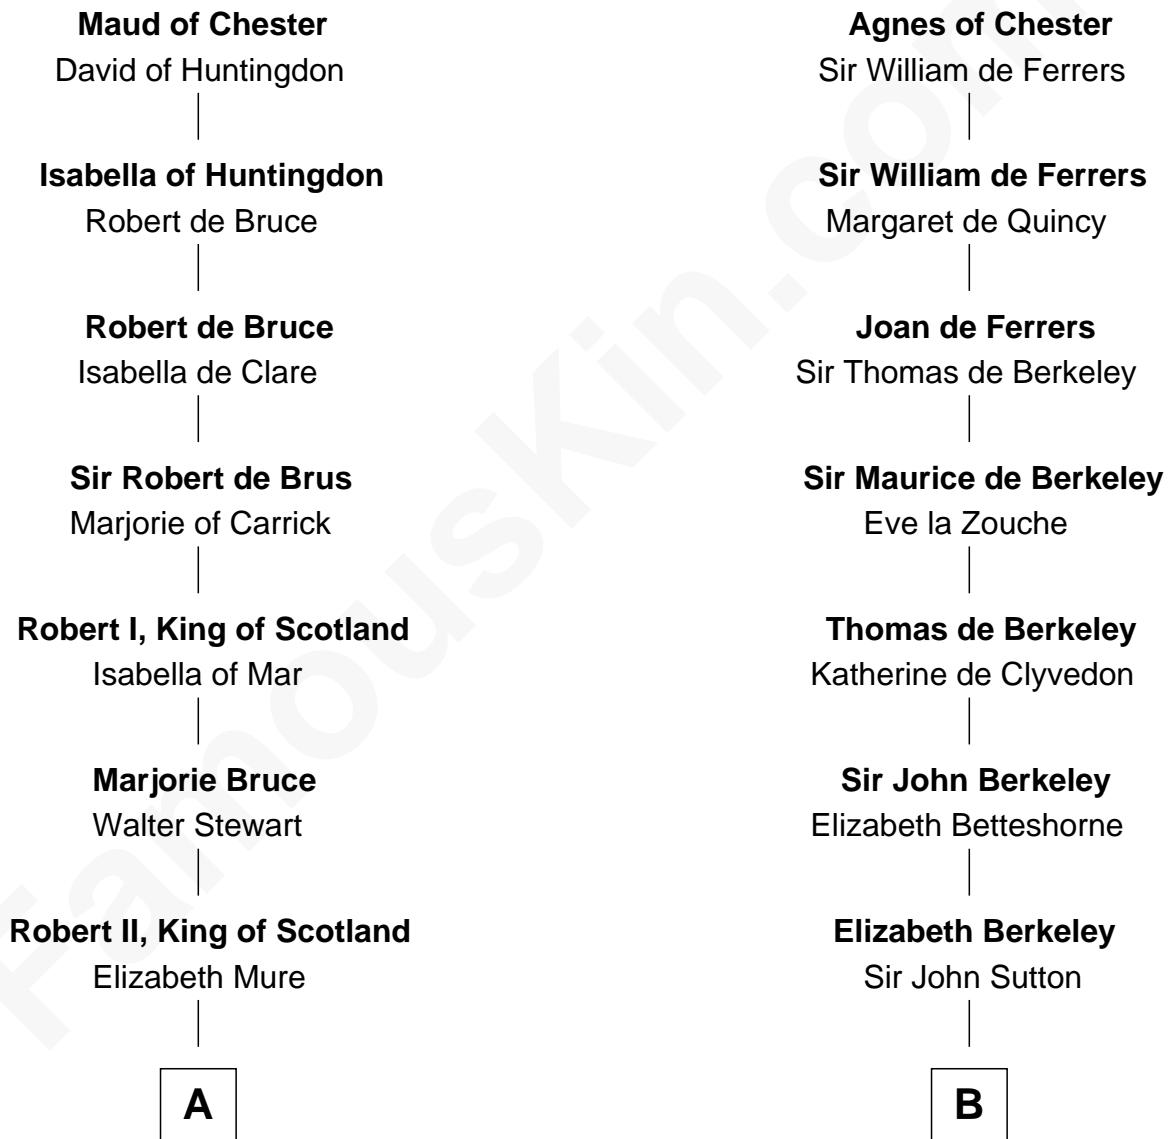 Maud of Chester
David of Huntingdon
Isabella of Huntingdon
Robert de Bruce
Robert de Bruce
Isabella de Clare
Sir Robert de Brus
Marjorie of Carrick
Robert I, King of Scotland
Isabella of Mar
Marjorie Bruce
Walter Stewart
Robert II, King of Scotland
Elizabeth Mure
A
Agnes of Chester
Sir William de Ferrers
Sir William de Ferrers
Margaret de Quincy
Joan de Ferrers
Sir Thomas de Berkeley
Sir Maurice de Berkeley
Eve la Zouche
Thomas de Berkeley
Katherine de Clyvedon
Sir John Berkeley
Elizabeth Betteshorne
Elizabeth Berkeley
Sir John Sutton
B
FamousKin.com